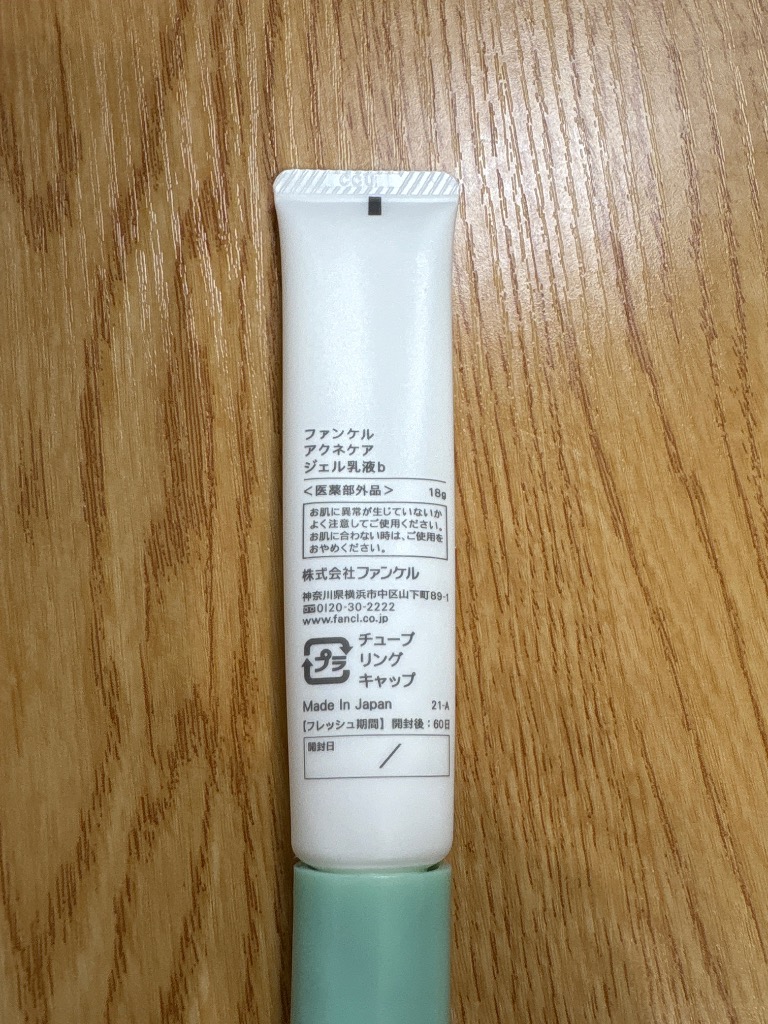 ファンケル
アクネケア
ジェル乳液b
＜医薬部外品＞ 18g
お肌に異常が生じていないか
よく注意してご使用ください。
お肌に合わない時は、ご使用を
おやめください。
株式会社ファンケル
神奈川県横浜市中区山下町89-1
0120-30-2222
www.fancl.co.jp
プラ
チューブ
リング
キャップ
Made In Japan 21-A
【フレッシュ期間】 開封後：60日
開封日 /